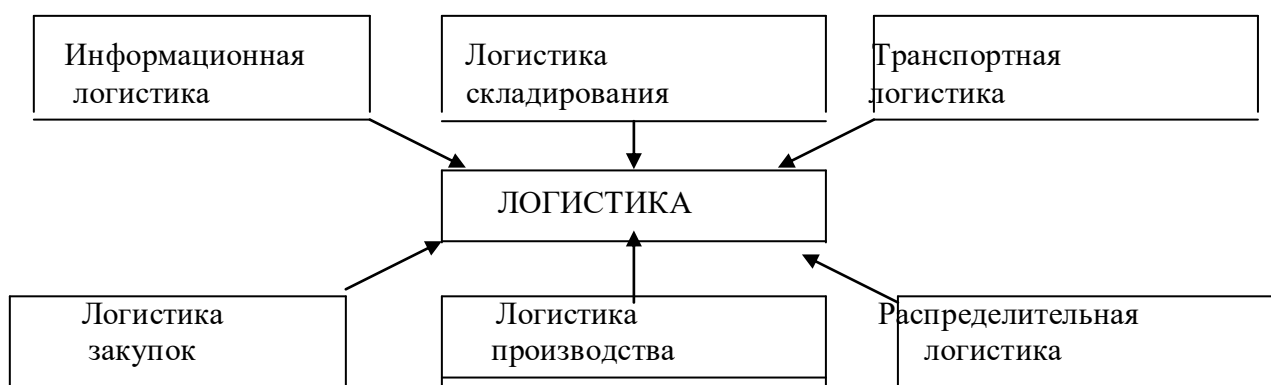 Информационная
логистика
Логистика
складирования
Транспортная
логистика
ЛОГИСТИКА
Логистика
закупок
Логистика
производства
Распределительная
логистика